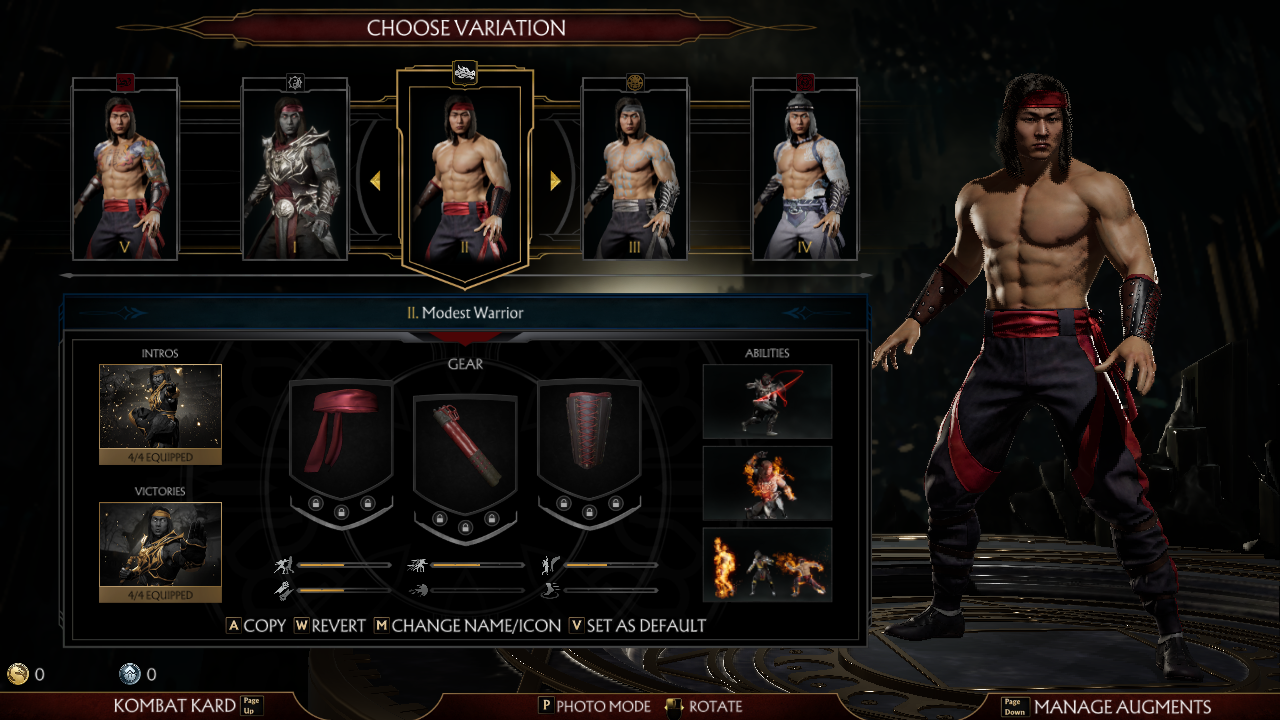 CHOOSE VARIATION
V
I
II
III
IV
II. Modest Warrior
INTROS
GEAR
ABILITIES
4/4 EQUIPPED
VICTORIES
4/4 EQUIPPED
A COPY W REVERT M CHANGE NAME/ICON V SET AS DEFAULT
0 0
KOMBAT KARD Page Up
P PHOTO MODE ROTATE
Page Down MANAGE AUGMENTS